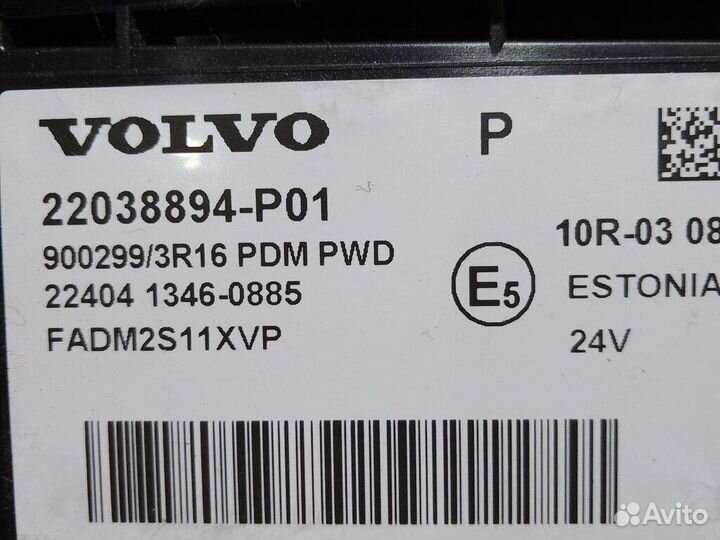 VOLVO P
22038894-P01
900299/3R16 PDM PWD
22404 1346-0885
FADM2S11XVP
10R-03 08
E5 ESTONIA
24V
Avito